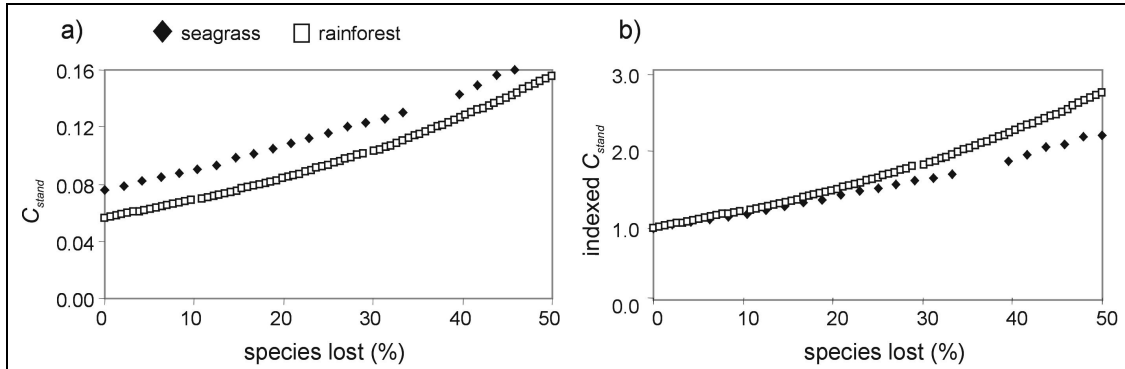 a) ◆ seagrass □ rainforest
0.16
0.12
0.08
0.04
0.00
C_stand
0 10 20 30 40 50
species lost (%)
b)
3.0
2.0
1.0
0.0
indexed C_stand
0 10 20 30 40 50
species lost (%)